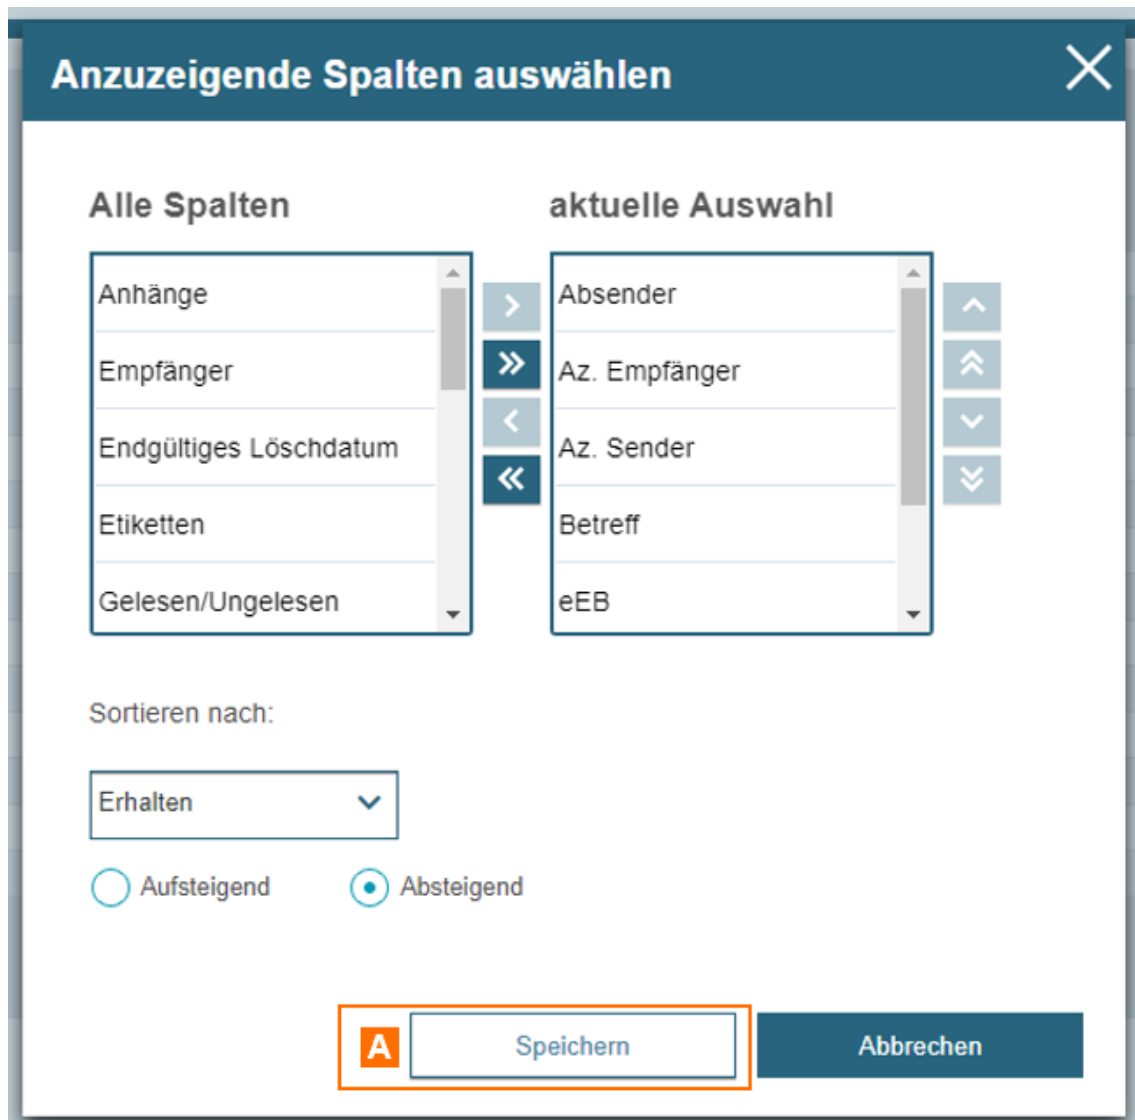 Anzuzeigende Spalten auswählen
Alle Spalten
aktuelle Auswahl
Anhänge
Empfänger
Endgültiges Löschdatum
Etiketten
Gelesen/Ungelesen
Absender
Az. Empfänger
Az. Sender
Betreff
eEB
Sortieren nach:
Erhalten
Aufsteigend
Absteigend
A
Speichern
Abbrechen